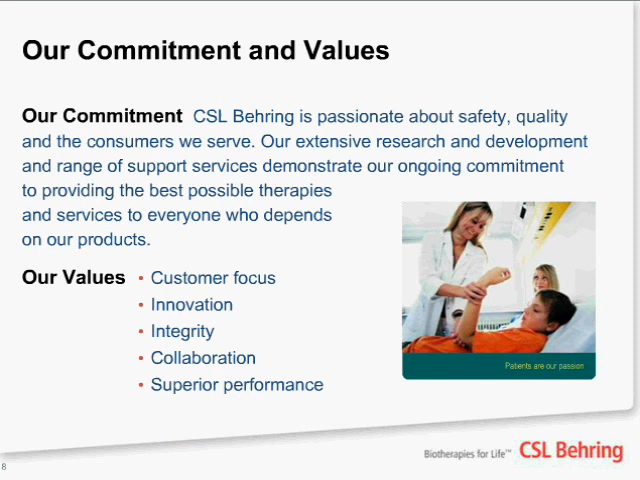 Our Commitment and Values
Our Commitment CSL Behring is passionate about safety, quality
and the consumers we serve. Our extensive research and development
and range of support services demonstrate our ongoing commitment
to providing the best possible therapies
and services to everyone who depends
on our products.
Our Values • Customer focus
• Innovation
• Integrity
• Collaboration
• Superior performance
Patients are our passion
Biotherapies for Life™ CSL Behring
8